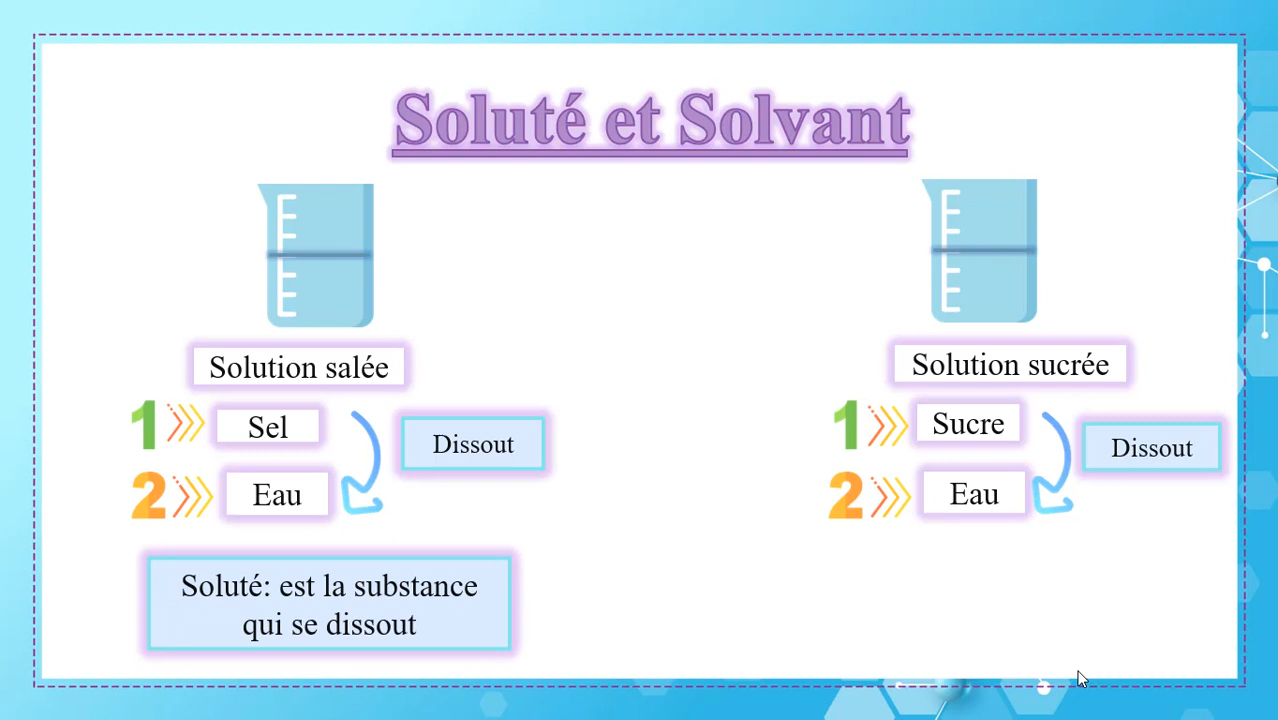 Soluté et Solvant
Solution salée
1
Sel
Dissout
2
Eau
Soluté: est la substance
qui se dissout
Solution sucrée
1
Sucre
Dissout
2
Eau